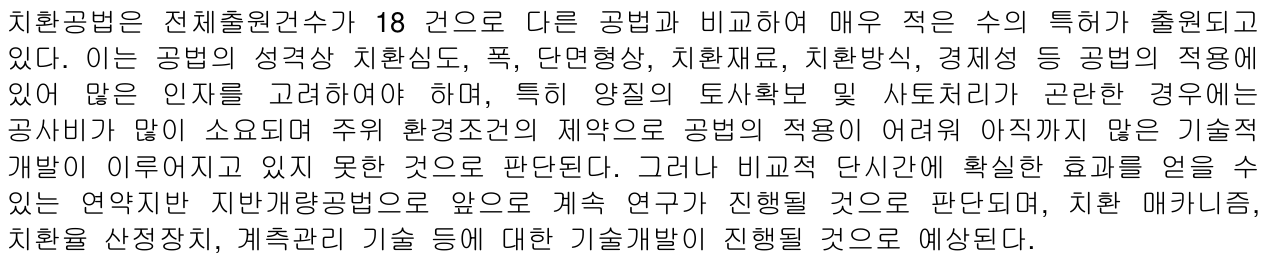 치환공법은 전체출원건수가 18 건으로 다른 공법과 비교하여 매우 적은 수의 특허가 출원되고
있다. 이는 공법의 성격상 치환심도, 폭, 단면형상, 치환재료, 치환방식, 경제성 등 공법의 적용에
있어 많은 인자를 고려하여야 하며, 특히 양질의 토사확보 및 사토처리가 곤란한 경우에는
공사비가 많이 소요되며 주위 환경조건의 제약으로 공법의 적용이 어려워 아직까지 많은 기술적
개발이 이루어지고 있지 못한 것으로 판단된다. 그러나 비교적 단시간에 확실한 효과를 얻을 수
있는 연약지반 지반개량공법으로 앞으로 계속 연구가 진행될 것으로 판단되며, 치환 매카니즘,
치환율 산정장치, 계측관리 기술 등에 대한 기술개발이 진행될 것으로 예상된다.